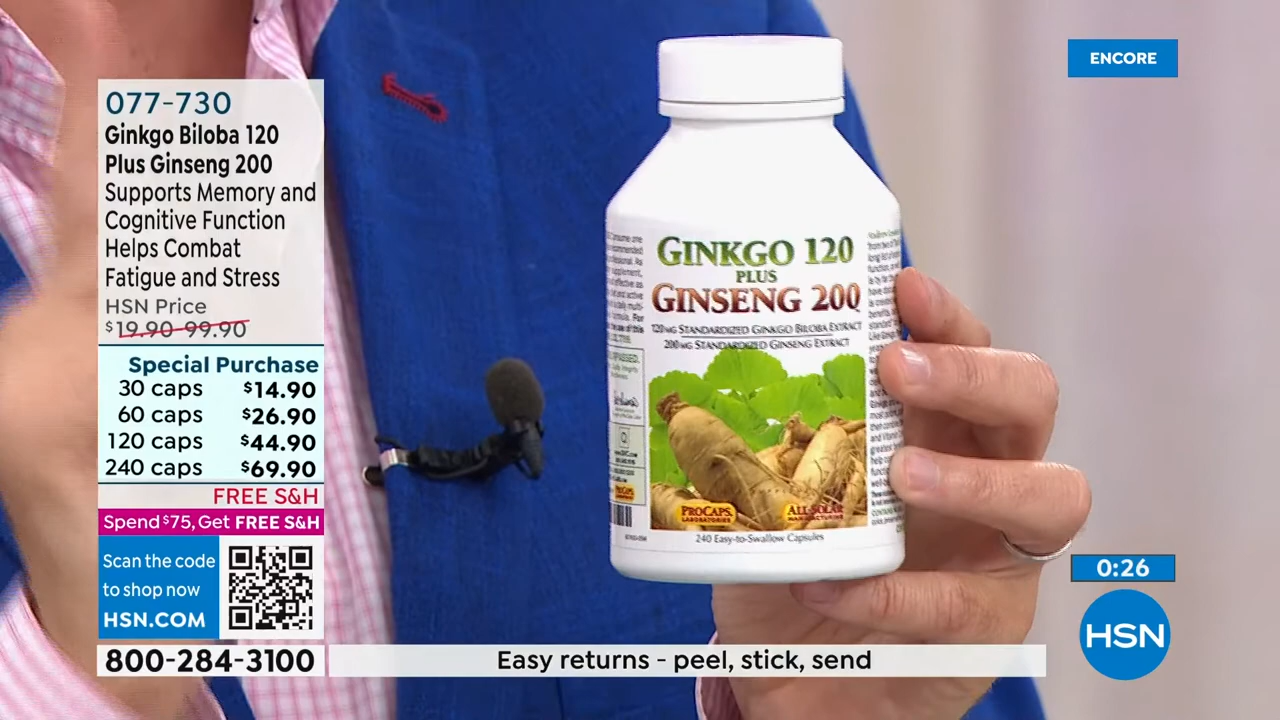 ENCORE
077-730
Ginkgo Biloba 120
Plus Ginseng 200
Supports Memory and
Cognitive Function
Helps Combat
Fatigue and Stress
HSN Price
$19.90-99.90
Special Purchase
30 caps $14.90
60 caps $26.90
120 caps $44.90
240 caps $69.90
FREE S&H
Spend $75, Get FREE S&H
Scan the code
to shop now
HSN.COM
800-284-3100
Easy returns - peel, stick, send
GINKGO 120
PLUS
GINSENG 200
120 MG STANDARDIZED GINKGO BILOBA EXTRACT
200 MG STANDARDIZED GINSENG EXTRACT
PROCAPS
LABORATORIES
ALL-SOLAR
MANUFACTURING
240 Easy-to-Swallow Capsules
0:26
HSN